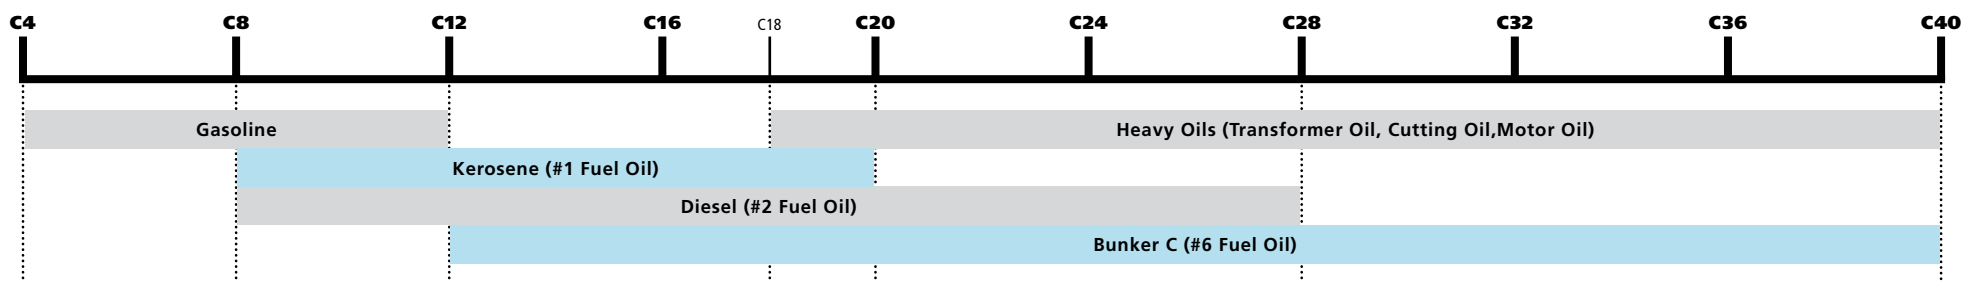 C4 C8 C12 C16 C18 C20 C24 C28 C32 C36 C40
Gasoline Heavy Oils (Transformer Oil, Cutting Oil,Motor Oil)
Kerosene (#1 Fuel Oil)
Diesel (#2 Fuel Oil)
Bunker C (#6 Fuel Oil)